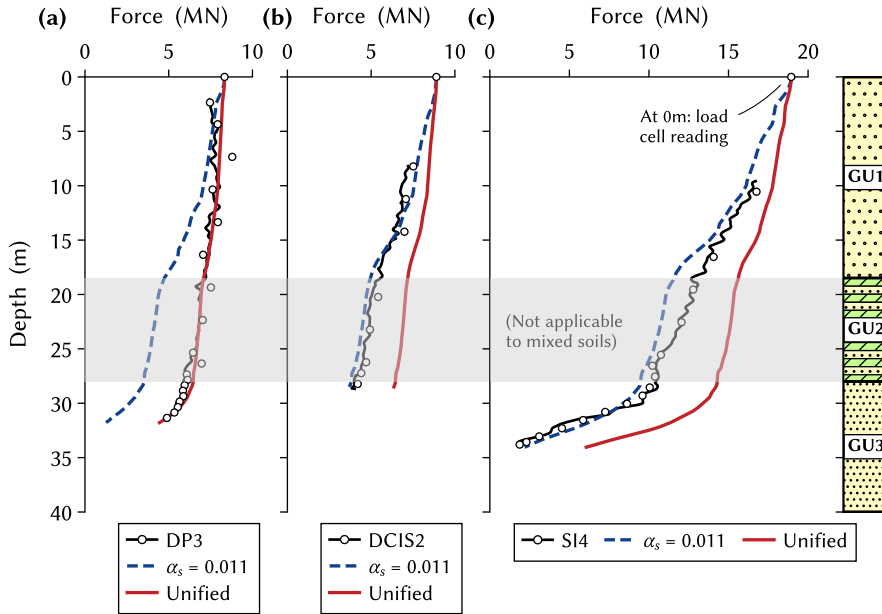 (a) Force (MN)
(b) Force (MN)
(c) Force (MN)
0 5 10
0 5 10
0 5 10 15 20
Depth (m)
0
5
10
15
20
25
30
35
40
At 0m: load
cell reading
(Not applicable
to mixed soils)
GU1
GU2
GU3
DP3
αs = 0.011
Unified
DCIS2
αs = 0.011
Unified
SI4 αs = 0.011 Unified